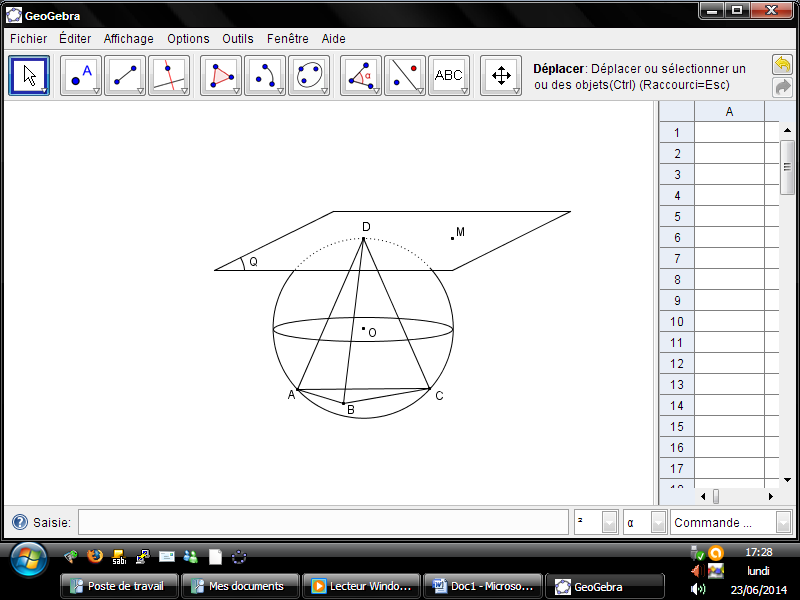 GeoGebra
Fichier Éditer Affichage Options Outils Fenêtre Aide
A α ABC
Déplacer: Déplacer ou sélectionner un
ou des objets(Ctrl) (Raccourci=Esc)
A
1
2
3
4
5
6
7
8
9
10
11
12
13
14
15
16
17
D
M
Q
O
A
B
C
Saisie: ² α Commande ...
sabi
17:28
lundi
23/06/2014
Poste de travail Mes documents Lecteur Windo... Doc1 - Microso... GeoGebra